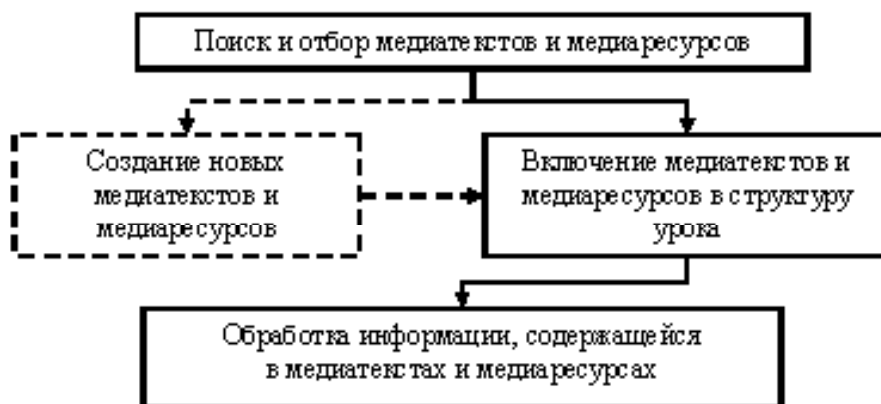 Поиск и отбор медиатекстов и медиаресурсов
Создание новых
медиатекстов и
медиаресурсов
Включение медиатекстов и
медиаресурсов в структуру
урока
Обработка информации, содержащейся
в медиатекстах и медиаресурсах